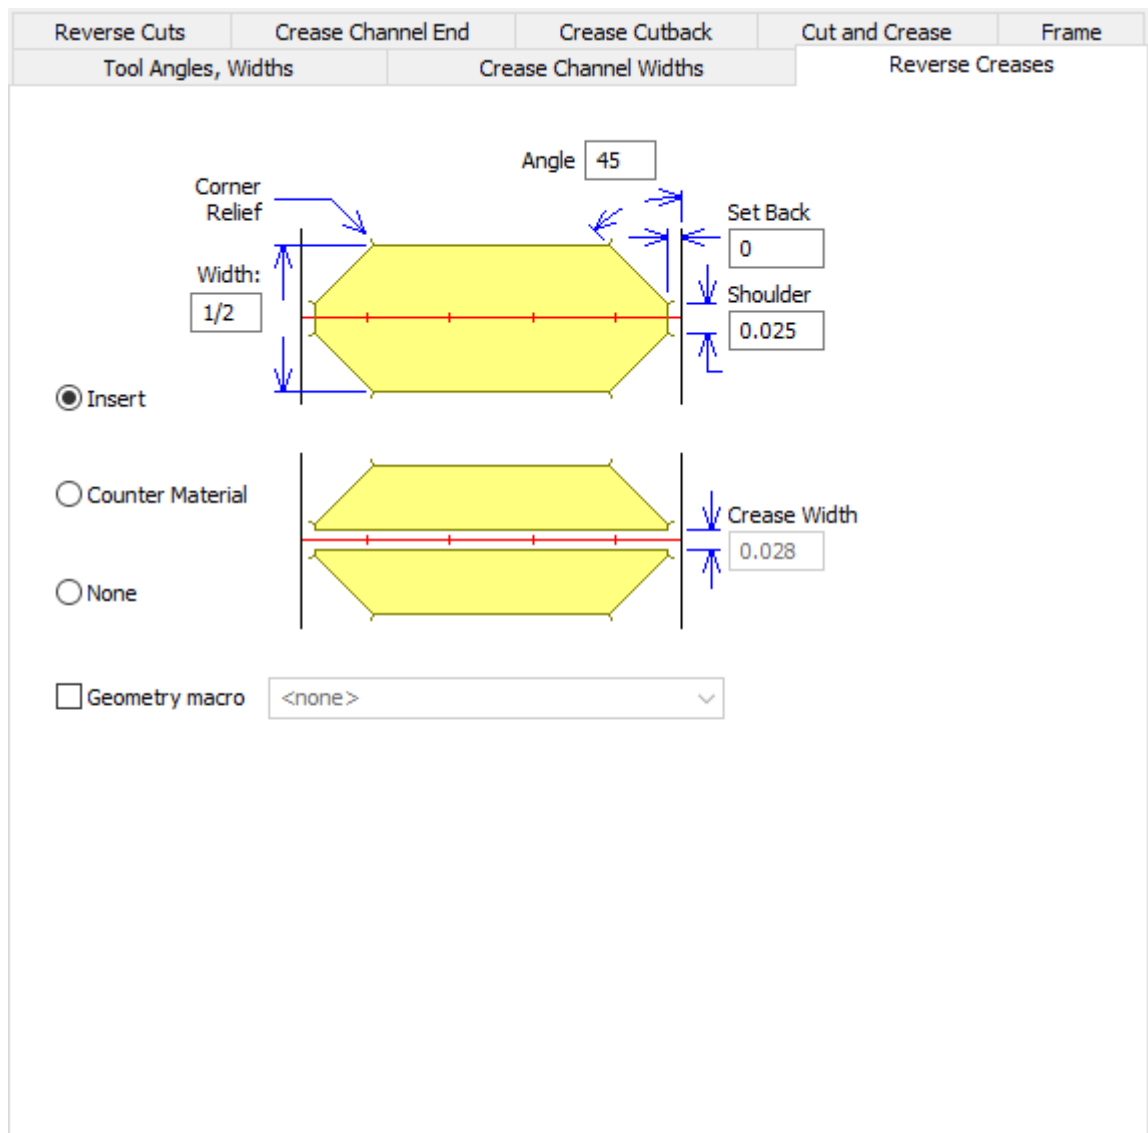 Reverse Cuts
Crease Channel End
Crease Cutback
Cut and Crease
Frame
Tool Angles, Widths
Crease Channel Widths
Reverse Creases
Angle 45
Corner
Relief
Set Back
0
Width:
1/2
Shoulder
0.025
Insert
Counter Material
Crease Width
0.028
None
Geometry macro
<none>